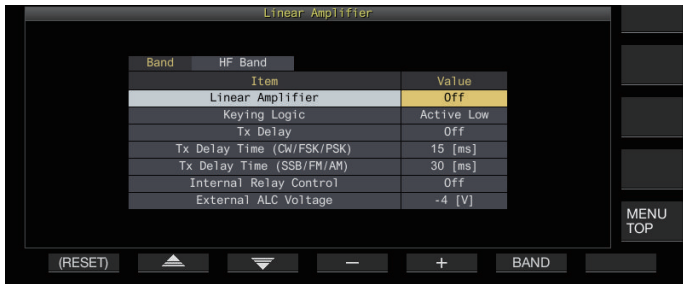 Linear Amplifier
Band HF Band
Item Value
Linear Amplifier Off
Keying Logic Active Low
Tx Delay Off
Tx Delay Time (CW/FSK/PSK) 15 [ms]
Tx Delay Time (SSB/FM/AM) 30 [ms]
Internal Relay Control Off
External ALC Voltage -4 [V]
MENU
TOP
(RESET) − + BAND